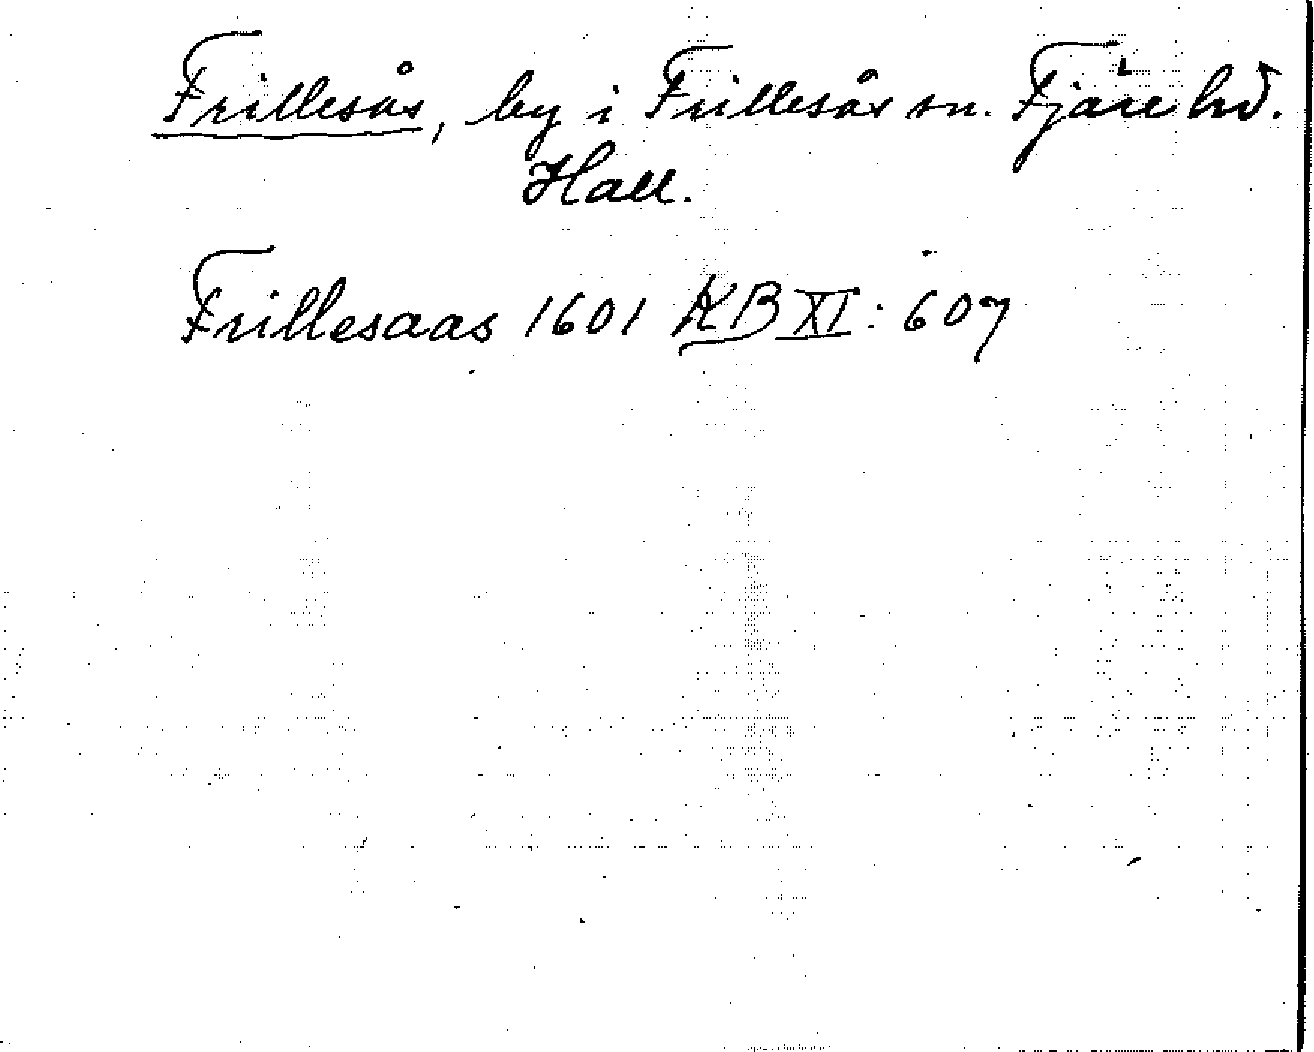 Frillesås, by i Frillesås sn. Fjäre hd.
Hall.
Frillesaas 1601 KB XI: 607